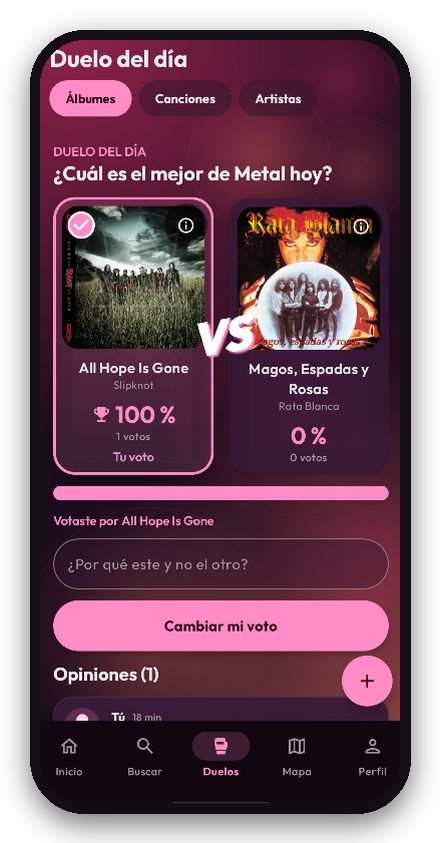 Duelo del día
Álbumes
Canciones
Artistas
DUELO DEL DÍA
¿Cuál es el mejor de Metal hoy?
Rata Blanca
Magos, Espadas y rosas
VS
All Hope Is Gone
Slipknot
100 %
1 votos
Tu voto
Magos, Espadas y
Rosas
Rata Blanca
0 %
0 votos
Votaste por All Hope Is Gone
¿Por qué este y no el otro?
Cambiar mi voto
Opiniones (1)
+
Tú 18 min
Inicio
Buscar
Duelos
Mapa
Perfil